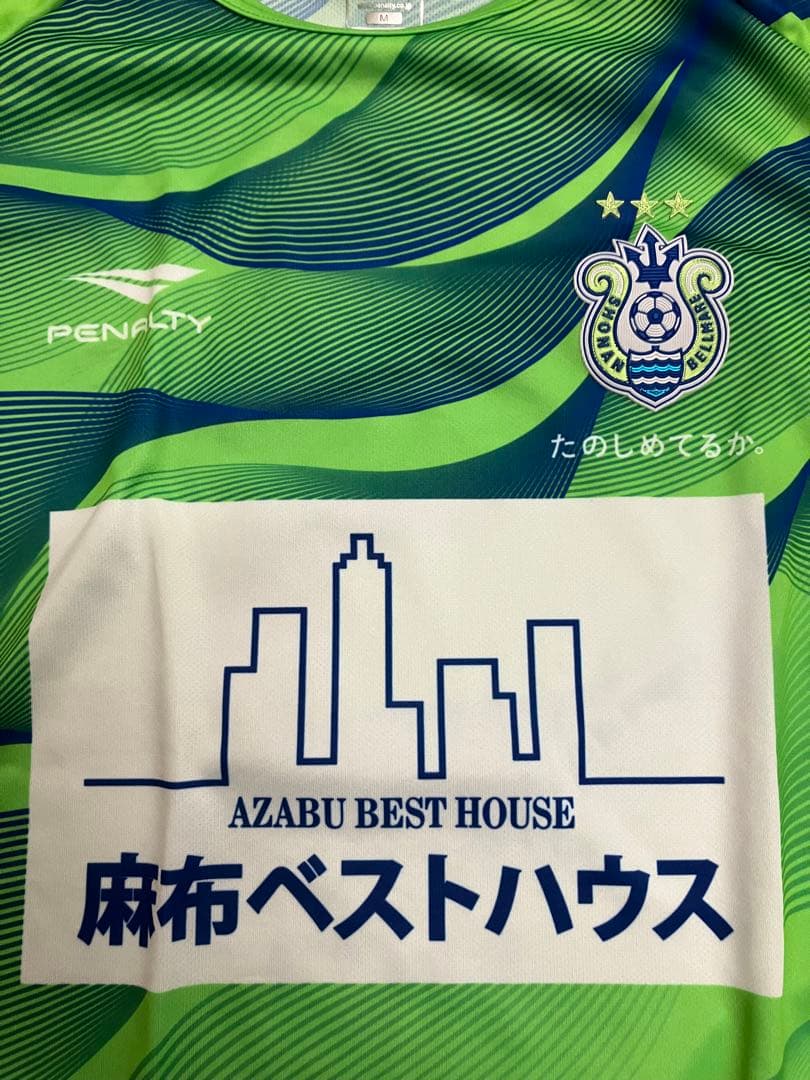 M
PENALTY
SHONAN BELLMARE
たのしめてるか。
AZABU BEST HOUSE
麻布ベストハウス